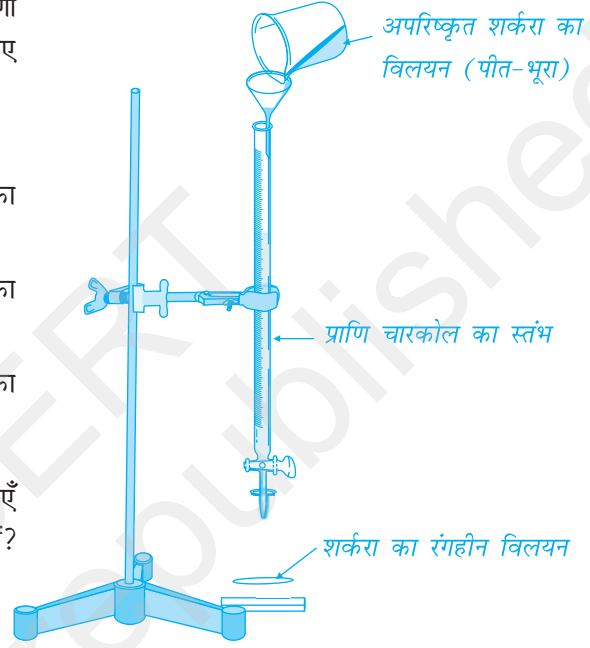 णा
ए
अपरिष्कृत शर्करा का
विलयन (पीत-भूरा)
का
का
प्राणि चारकोल का स्तंभ
का
एँ
?
शर्करा का रंगहीन विलयन